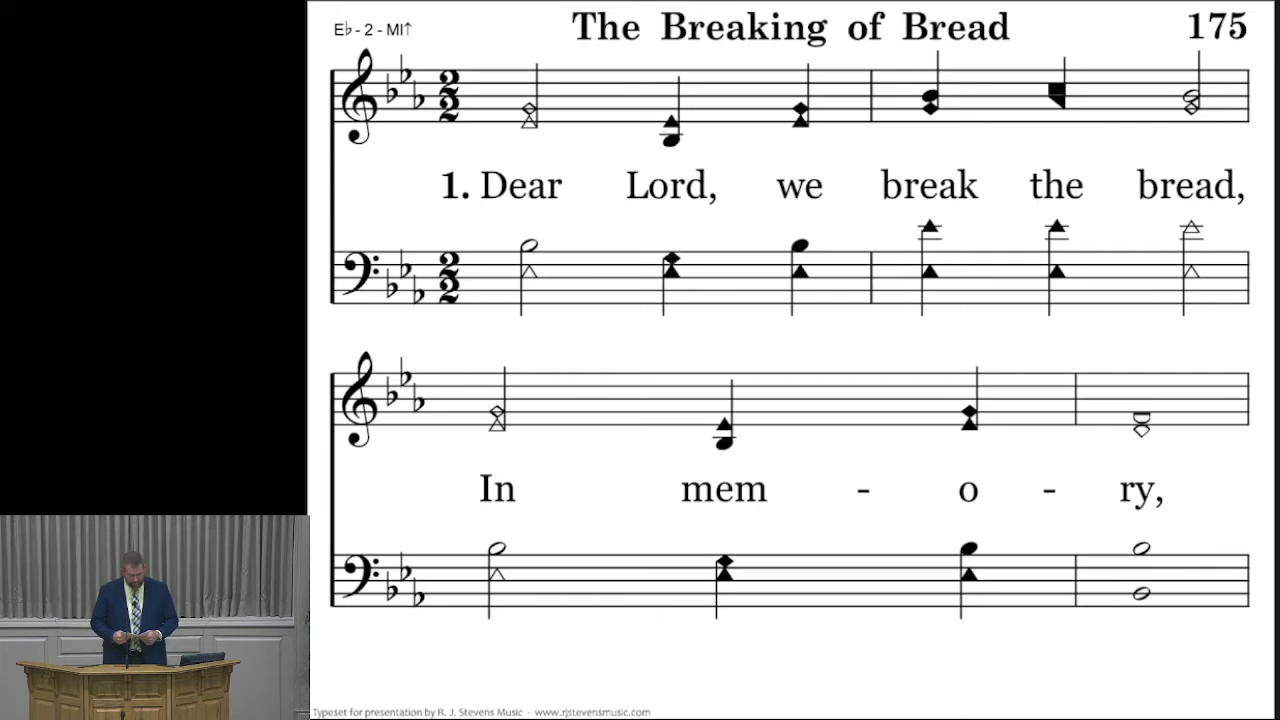 E♭ - 2 - MI↑
The Breaking of Bread
175
1. Dear Lord, we break the bread,
In mem - o - ry,
Typeset for presentation by R. J. Stevens Music - www.rjstevensmusic.com